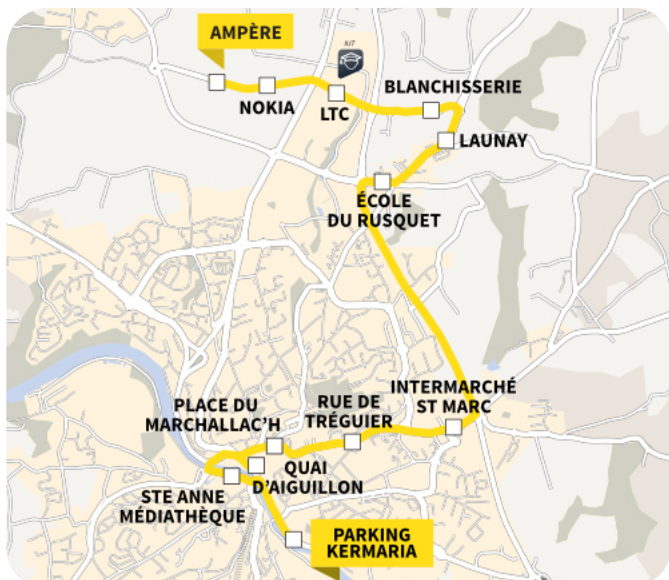 AMPÈRE
NOKIA
LTC
BLANCHISSERIE
LAUNAY
ÉCOLE
DU RUSQUET
INTERMARCHÉ
ST MARC
RUE DE
TRÉGUIER
PLACE DU
MARCHALLAC'H
QUAI
D'AIGUILLON
STE ANNE
MÉDIATHÈQUE
PARKING
KERMARIA